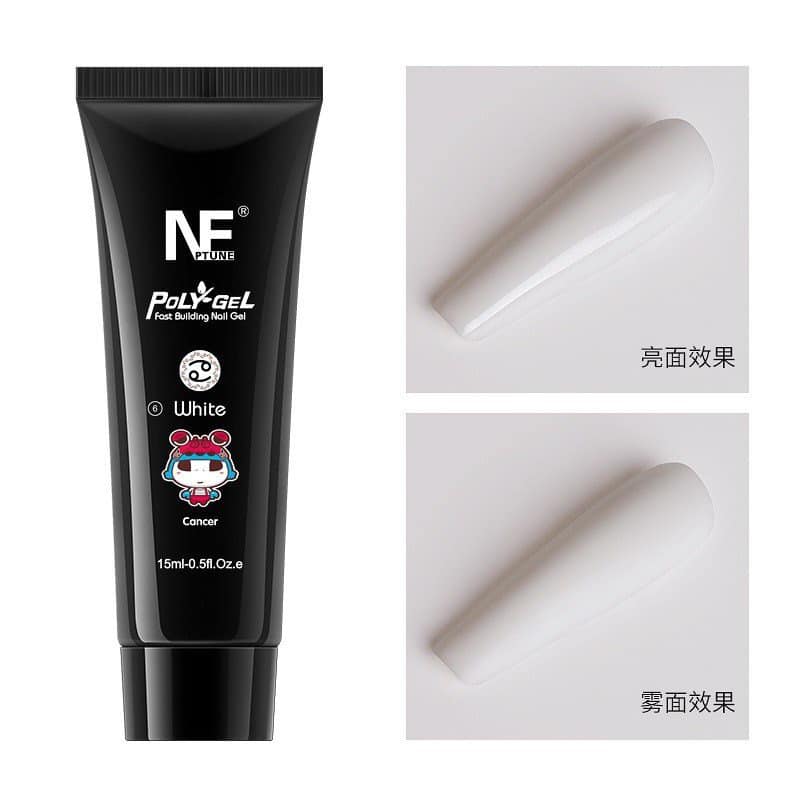 NF®
PTUNE
POLY-GEL
Fast Building Nail Gel
6 White
Cancer
15ml-0.5fl.Oz.e
亮面效果
雾面效果